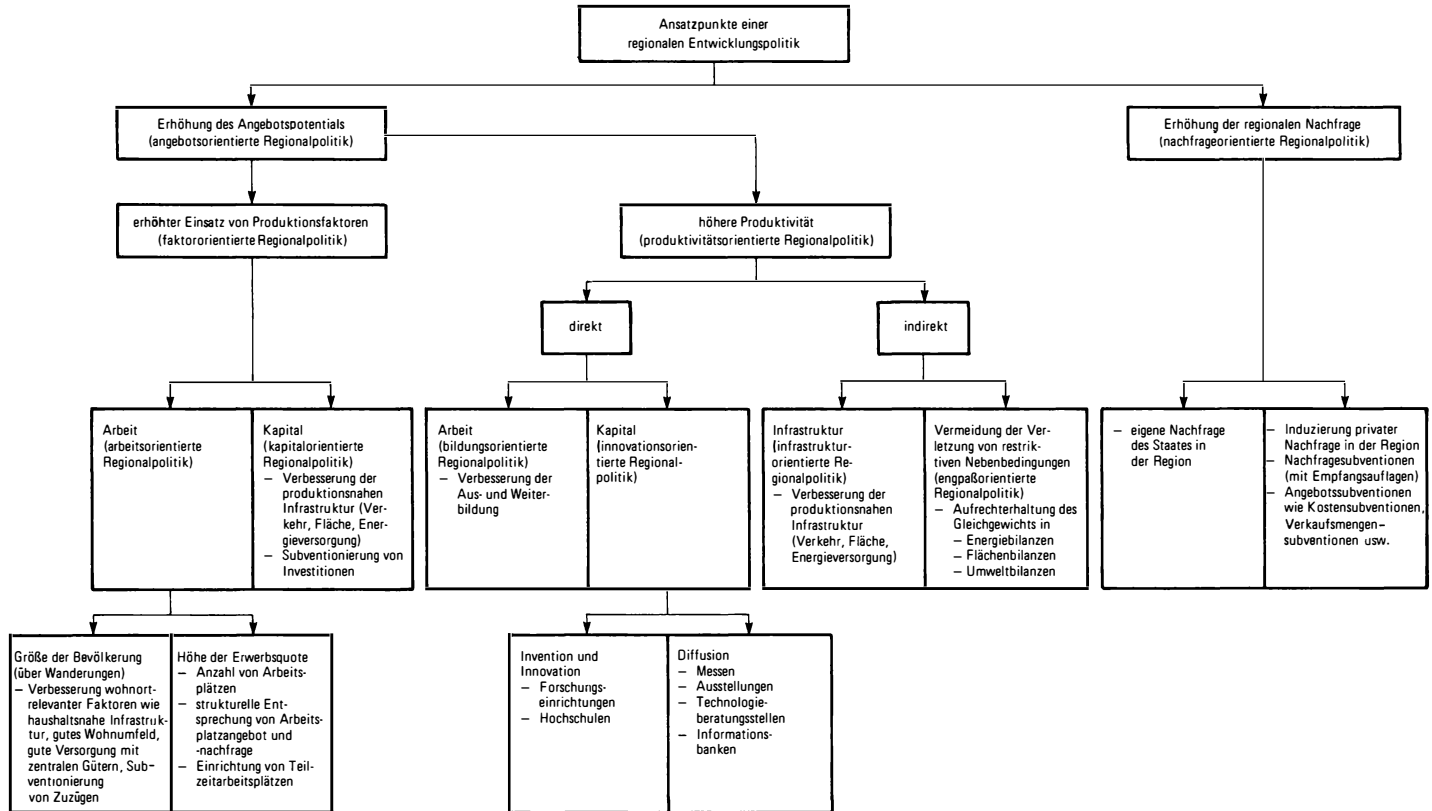 Ansatzpunkte einer
regionalen Entwicklungspolitik
Erhöhung des Angebotspotentials
(angebotsorientierte Regionalpolitik)
Erhöhung der regionalen Nachfrage
(nachfrageorientierte Regionalpolitik)
erhöhter Einsatz von Produktionsfaktoren
(faktororientierte Regionalpolitik)
höhere Produktivität
(produktivitätsorientierte Regionalpolitik)
direkt
indirekt
Arbeit
(arbeitsorientierte
Regionalpolitik)
Kapital
(kapitalorientierte
Regionalpolitik)
– Verbesserung der
produktionsnahen
Infrastruktur (Ver-
kehr, Fläche, Ener-
gieversorgung)
– Subventionierung von
Investitionen
Arbeit
(bildungsorientierte
Regionalpolitik)
– Verbesserung der
Aus- und Weiter-
bildung
Kapital
(innovationsorien-
tierte Regional-
politik)
Infrastruktur
(infrastruktur-
orientierte Re-
gionalpolitik)
– Verbesserung der
produktionsnahen
Infrastruktur
(Verkehr, Fläche,
Energieversorgung)
Vermeidung der Ver-
letzung von restrik-
tiven Nebenbedingungen
(engpaßorientierte
Regionalpolitik)
– Aufrechterhaltung des
Gleichgewichts in
– Energiebilanzen
– Flächenbilanzen
– Umweltbilanzen
– eigene Nachfrage
des Staates in
der Region
– Induzierung privater
Nachfrage in der Region
– Nachfragesubventionen
(mit Empfangsauflagen)
– Angebotssubventionen
wie Kostensubventionen,
Verkaufsmengen-
subventionen usw.
Größe der Bevölkerung
(über Wanderungen)
– Verbesserung wohnort-
relevanter Faktoren wie
haushaltsnahe Infrastruk-
tur, gutes Wohnumfeld,
gute Versorgung mit
zentralen Gütern, Sub-
ventionierung
von Zuzügen
Höhe der Erwerbsquote
– Anzahl von Arbeits-
plätzen
– strukturelle Ent-
sprechung von Arbeits-
platzangebot und
-nachfrage
– Einrichtung von Teil-
zeitarbeitsplätzen
Invention und
Innovation
– Forschungs-
einrichtungen
– Hochschulen
Diffusion
– Messen
– Ausstellungen
– Technologie-
beratungsstellen
– Informations-
banken